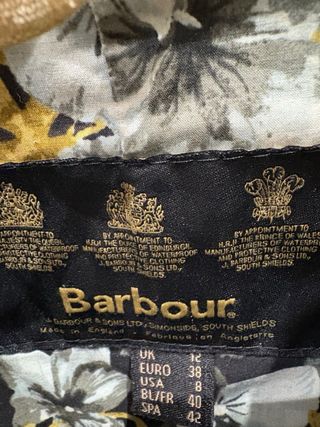 BY APPOINTMENT TO
MAJESTY THE QUEEN
MANUFACTURERS OF WATERPROOF
AND PROTECTIVE CLOTHING
J. BARBOUR & SONS LTD
SOUTH SHIELDS.
BY APPOINTMENT TO
H.R.H. THE DUKE OF EDINBURGH
MANUFACTURERS OF WATERPROOF
AND PROTECTIVE CLOTHING
J. BARBOUR & SONS LTD
SOUTH SHIELDS.
BY APPOINTMENT TO
H.R.H. THE PRINCE OF WALES
MANUFACTURERS OF WATERPROOF
AND PROTECTIVE CLOTHING
J. BARBOUR & SONS LTD
SOUTH SHIELDS.
Barbour
J. BARBOUR & SONS LTD, SIMONSIDE, SOUTH SHIELDS
Made in England. Fabriqué en Angleterre
UK 12
EURO 38
USA 8
BL/FR 40
SPA 42